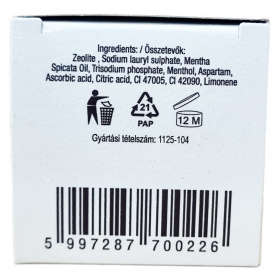 Ingredients: / Összetevők:
Zeolite , Sodium lauryl sulphate, Mentha
Spicata Oil, Trisodium phosphate, Menthol, Aspartam,
Ascorbic acid, Citric acid, CI 47005, CI 42090, Limonene
21
PAP
12 M
Gyártási tételszám: 1125-104
5 997287 700226